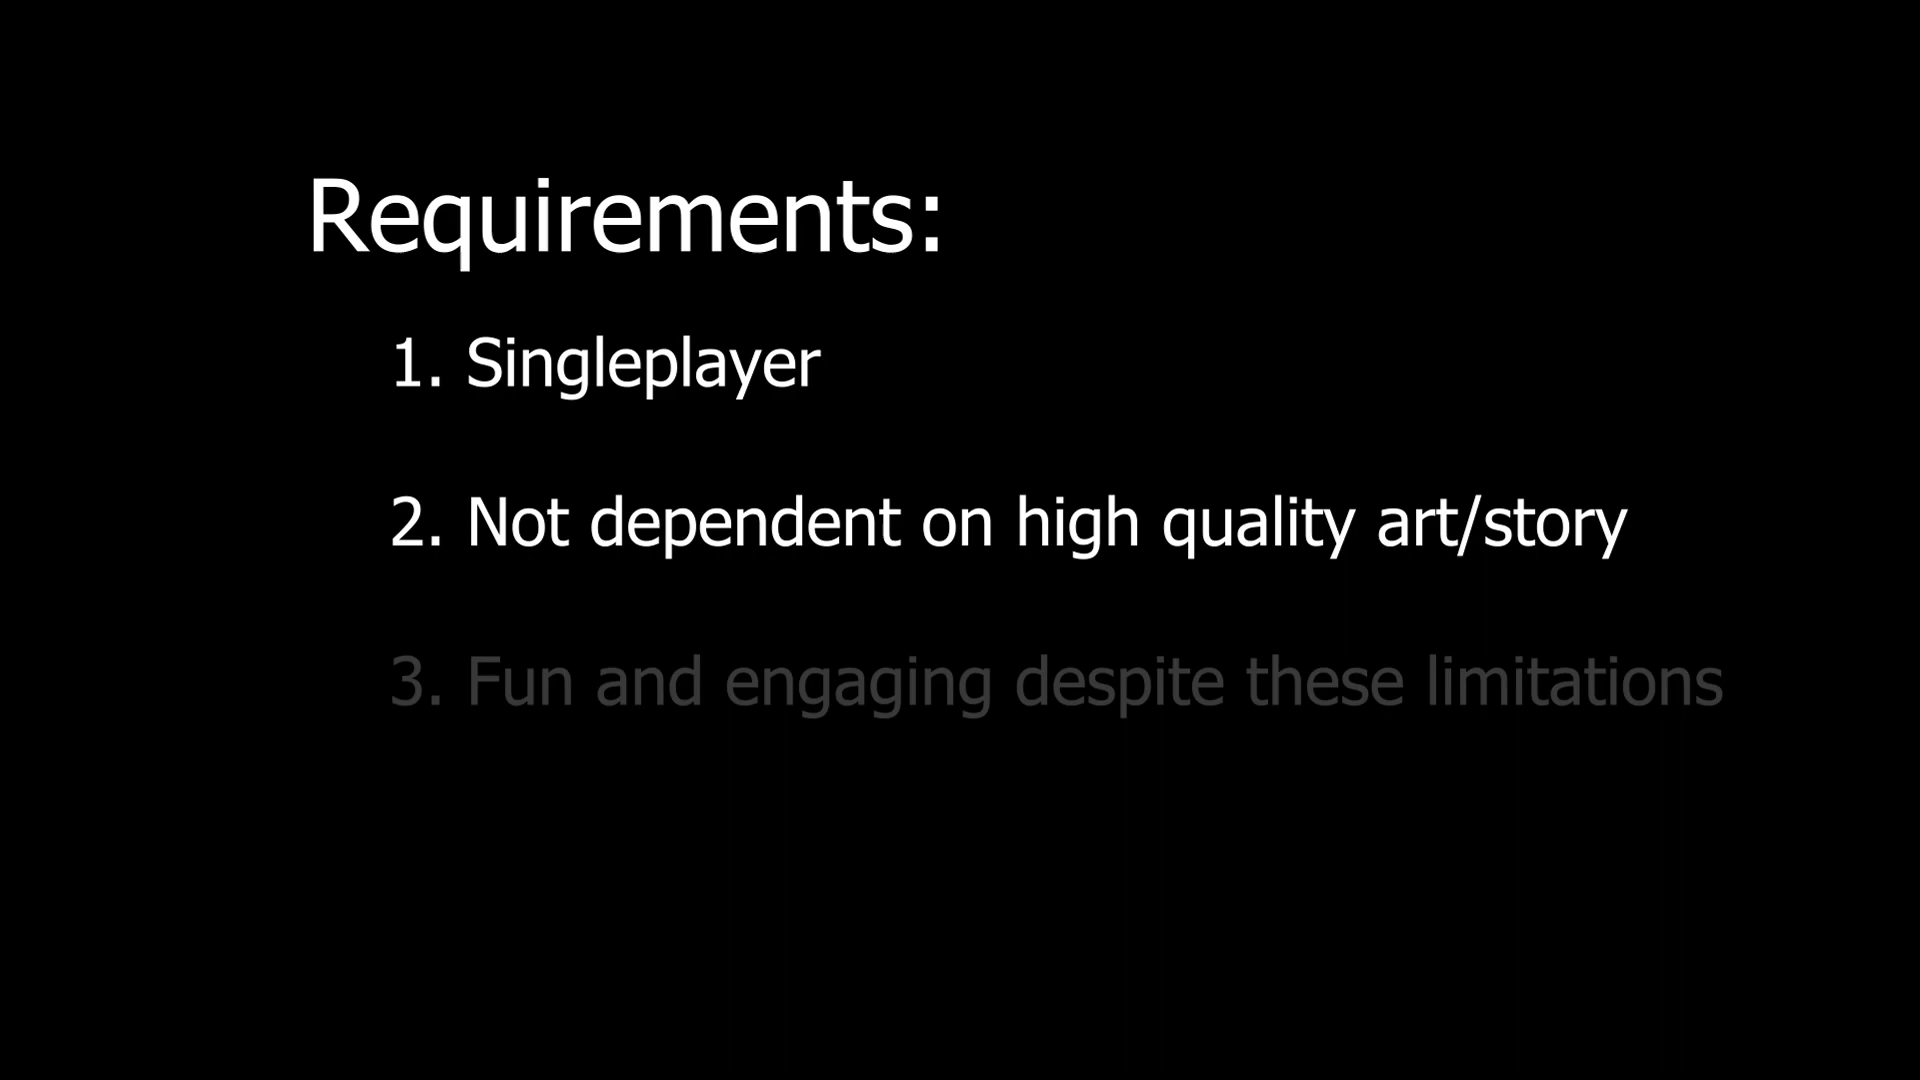 Requirements:
1. Singleplayer
2. Not dependent on high quality art/story
3. Fun and engaging despite these limitations